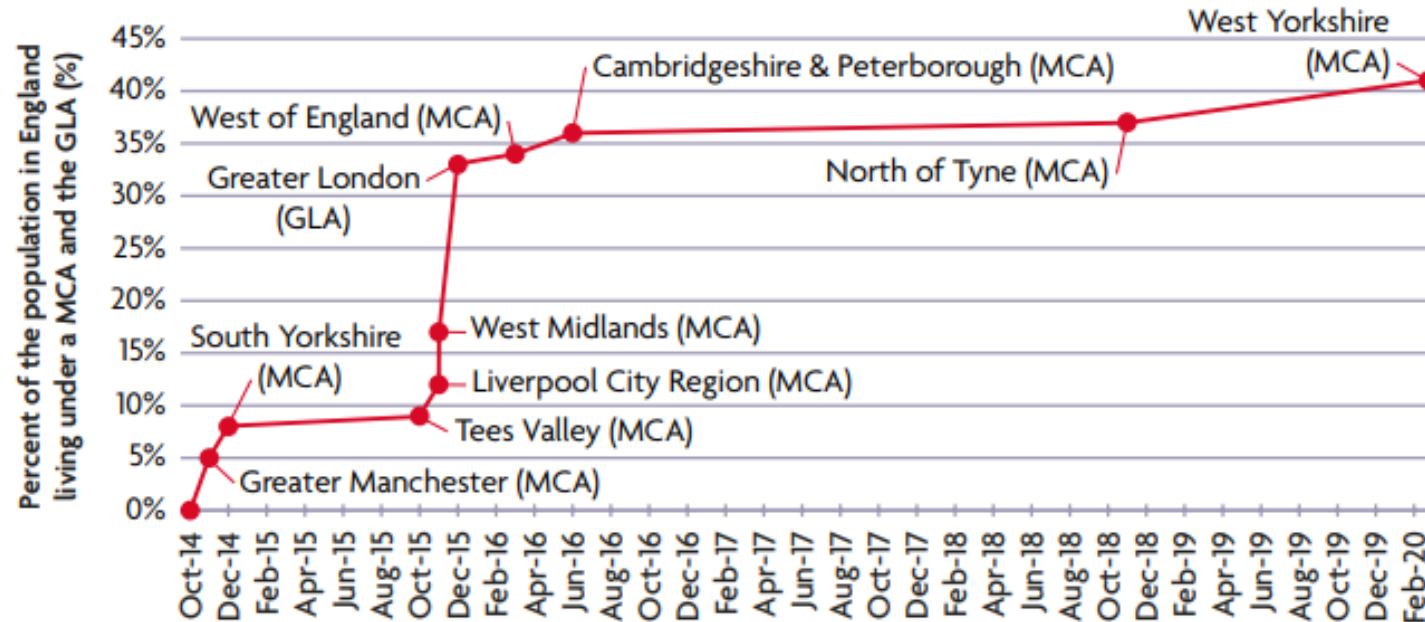 Percent of the population in England
living under a MCA and the GLA (%)
45%
40%
35%
30%
25%
20%
15%
10%
5%
0%
West Yorkshire
(MCA)
Cambridgeshire & Peterborough (MCA)
West of England (MCA)
North of Tyne (MCA)
Greater London
(GLA)
South Yorkshire
(MCA)
West Midlands (MCA)
Liverpool City Region (MCA)
Tees Valley (MCA)
Greater Manchester (MCA)
Oct-14
Dec-14
Feb-15
Apr-15
Jun-15
Aug-15
Oct-15
Dec-15
Feb-16
Apr-16
Jun-16
Aug-16
Oct-16
Dec-16
Feb-17
Apr-17
Jun-17
Aug-17
Oct-17
Dec-17
Feb-18
Apr-18
Jun-18
Aug-18
Oct-18
Dec-18
Feb-19
Apr-19
Jun-19
Aug-19
Oct-19
Dec-19
Feb-20